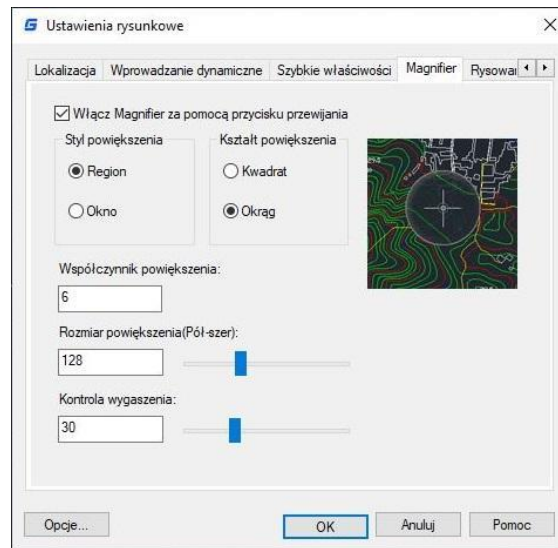 Ustawienia rysunkowe
Lokalizacja Wprowadzanie dynamiczne Szybkie właściwości Magnifier Rysowa
Włącz Magnifier za pomocą przycisku przewijania
Styl powiększenia Kształt powiększenia
Region Kwadrat
Okno Okrąg
Współczynnik powiększenia:
6
Rozmiar powiększenia(Pół-szer):
128
Kontrola wygaszenia:
30
Opcje... OK Anuluj Pomoc